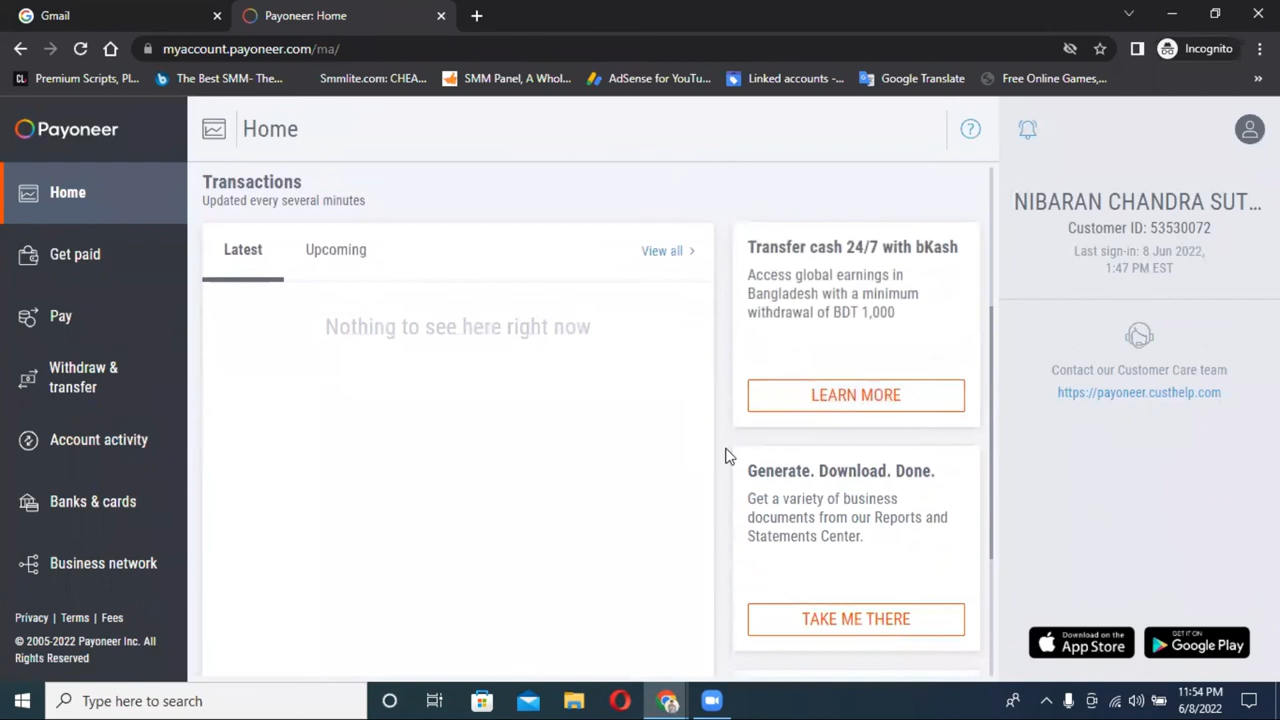 Gmail
Payoneer: Home
myaccount.payoneer.com/ma/
Incognito
Premium Scripts, Pl...
The Best SMM- The...
Smmlite.com: CHEA...
SMM Panel, A Whol...
AdSense for YouTu...
Linked accounts -...
Google Translate
Free Online Games,...
»
Payoneer
Home
Get paid
Pay
Withdraw &
transfer
Account activity
Banks & cards
Business network
Privacy | Terms | Fees
© 2005-2022 Payoneer Inc. All
Rights Reserved
Home
?
Transactions
Updated every several minutes
Latest
Upcoming
View all >
Nothing to see here right now
Transfer cash 24/7 with bKash
Access global earnings in
Bangladesh with a minimum
withdrawal of BDT 1,000
LEARN MORE
Generate. Download. Done.
Get a variety of business
documents from our Reports and
Statements Center.
TAKE ME THERE
NIBARAN CHANDRA SUT...
Customer ID: 53530072
Last sign-in: 8 Jun 2022,
1:47 PM EST
Contact our Customer Care team
https://payoneer.custhelp.com
Download on the
App Store
GET IT ON
Google Play
Type here to search
11:54 PM
6/8/2022